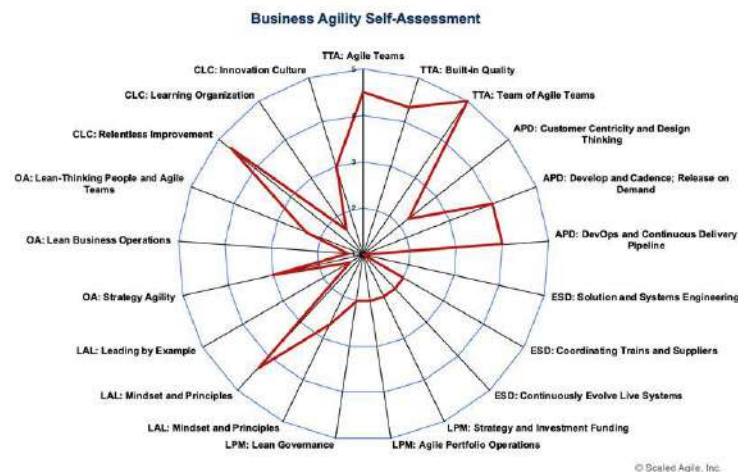 Business Agility Self-Assessment
TTA: Agile Teams
TTA: Built-in Quality
TTA: Team of Agile Teams
APD: Customer Centricity and Design
Thinking
APD: Develop and Cadence; Release on
Demand
APD: DevOps and Continuous Delivery
Pipeline
ESD: Solution and Systems Engineering
ESD: Coordinating Trains and Suppliers
ESD: Continuously Evolve Live Systems
LPM: Strategy and Investment Funding
LPM: Agile Portfolio Operations
LPM: Lean Governance
LAL: Mindset and Principles
LAL: Mindset and Principles
LAL: Leading by Example
OA: Strategy Agility
OA: Lean Business Operations
OA: Lean-Thinking People and Agile
Teams
CLC: Relentless Improvement
CLC: Learning Organization
CLC: Innovation Culture
5
4
3
2
1
© Scaled Agile, Inc.